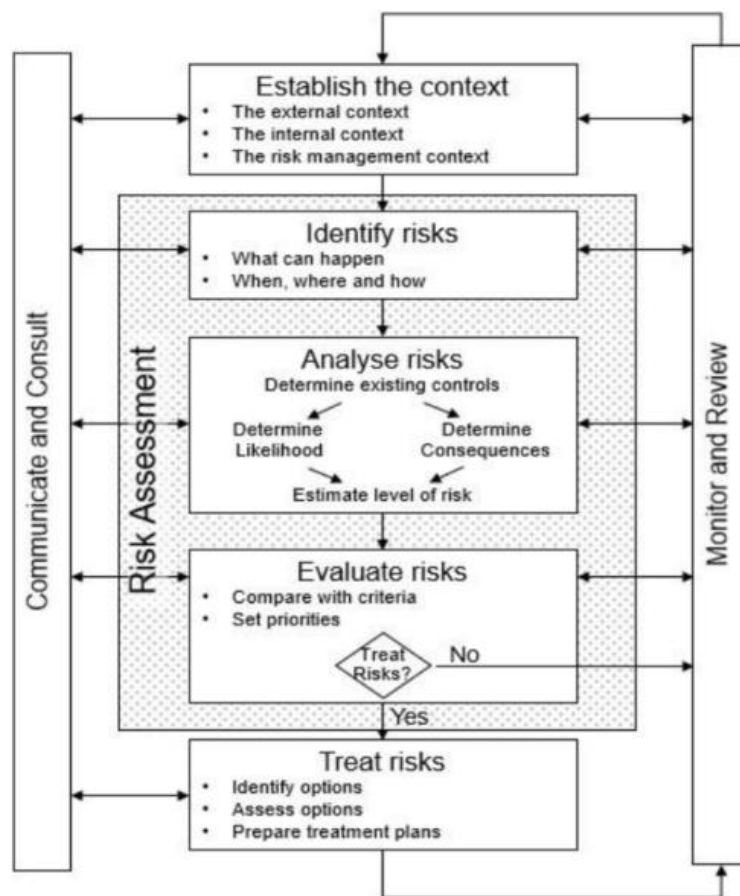 Establish the context
• The external context
• The internal context
• The risk management context
Identify risks
• What can happen
• When, where and how
Analyse risks
Determine existing controls
Determine
Likelihood
Determine
Consequences
Estimate level of risk
Evaluate risks
• Compare with criteria
• Set priorities
Treat
Risks?
No
Yes
Treat risks
• Identify options
• Assess options
• Prepare treatment plans
Communicate and Consult
Risk Assessment
Monitor and Review